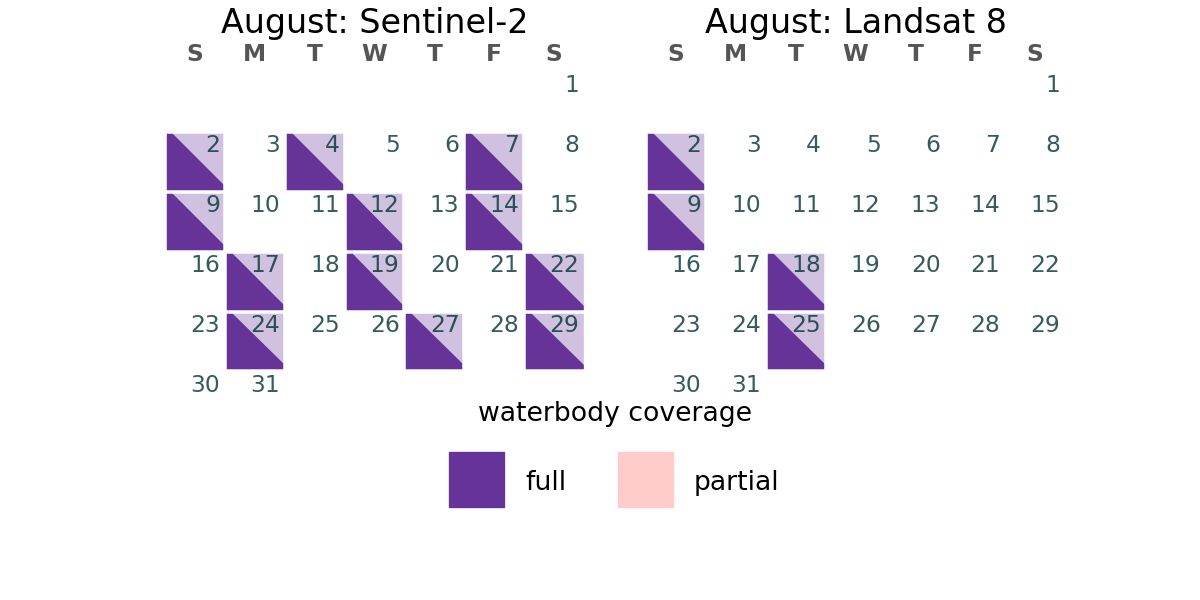 August: Sentinel-2
S M T W T F S
1
2 3 4 5 6 7 8
9 10 11 12 13 14 15
16 17 18 19 20 21 22
23 24 25 26 27 28 29
30 31
August: Landsat 8
S M T W T F S
1
2 3 4 5 6 7 8
9 10 11 12 13 14 15
16 17 18 19 20 21 22
23 24 25 26 27 28 29
30 31
waterbody coverage
full
partial